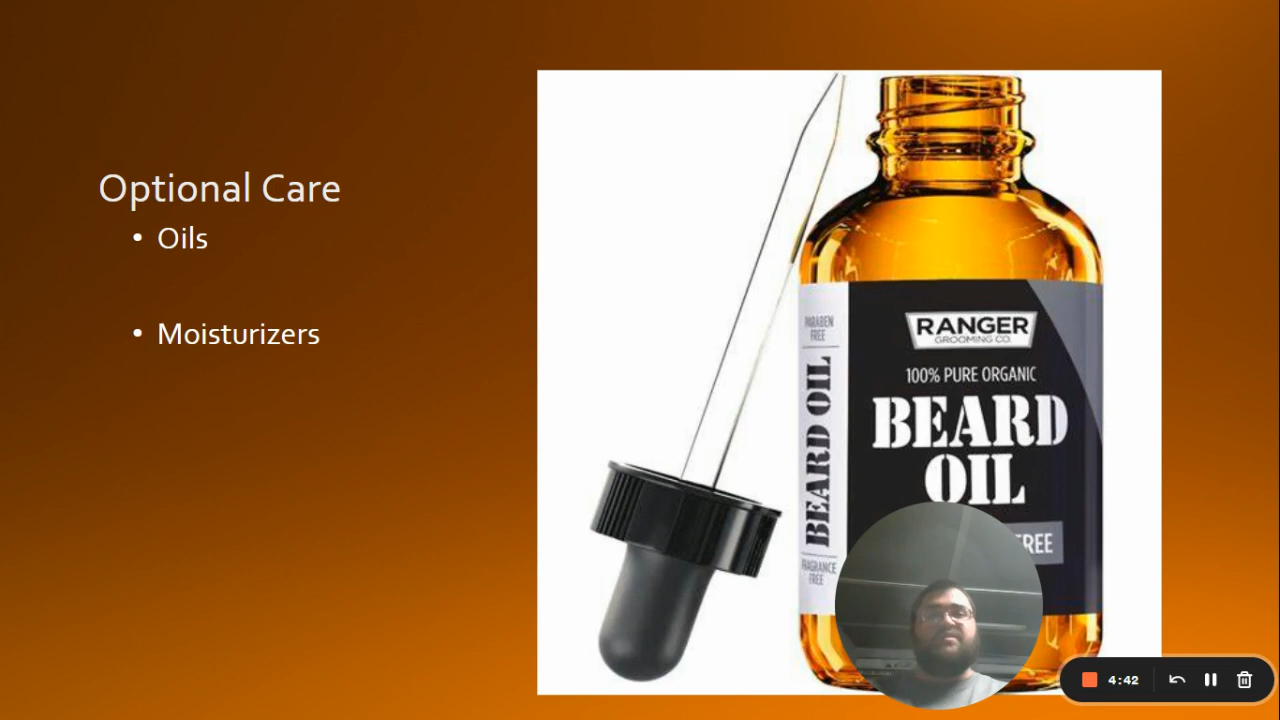 Optional Care
• Oils
• Moisturizers
RANGER
GROOMING CO.
100% PURE ORGANIC
BEARD
OIL
FREE
PARABEN
FREE
BEARD OIL
FRAGRANCE
FREE
4:42